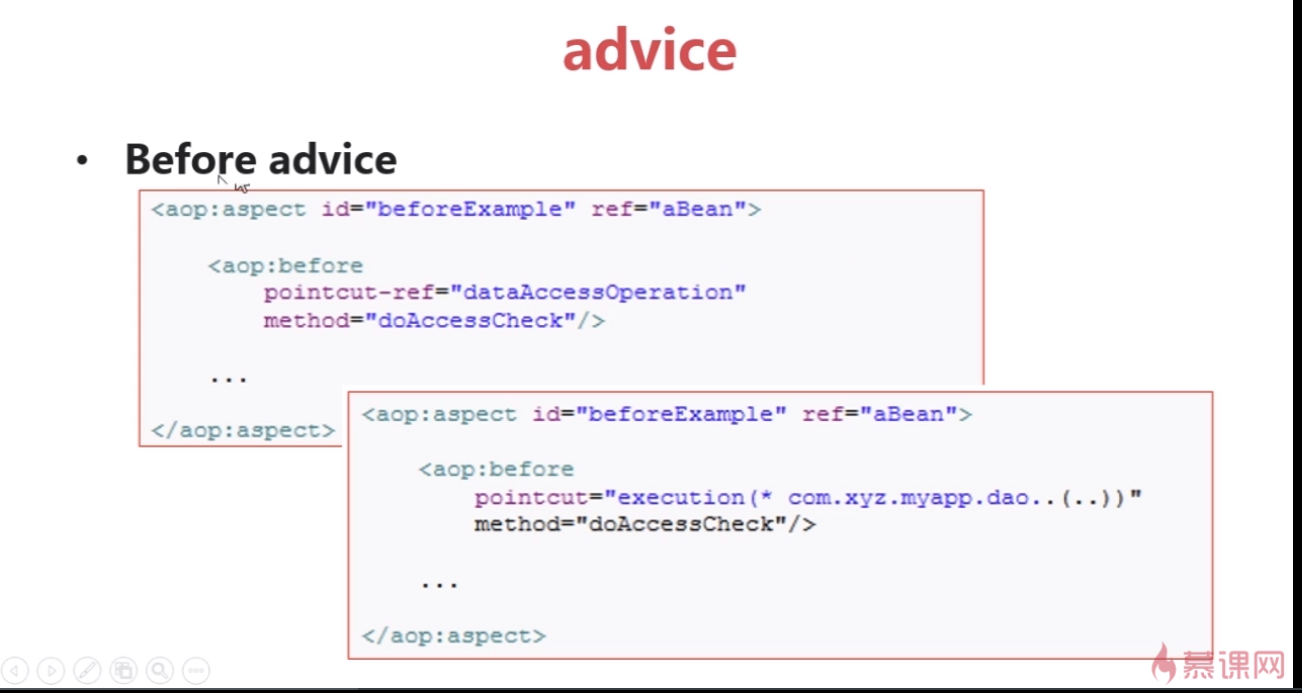 advice
• Before advice
<aop:aspect id="beforeExample" ref="aBean">
<aop:before
pointcut-ref="dataAccessOperation"
method="doAccessCheck"/>
...
</aop:aspect>
<aop:aspect id="beforeExample" ref="aBean">
<aop:before
pointcut="execution(* com.xyz.myapp.dao..(..))"
method="doAccessCheck"/>
...
</aop:aspect>
慕课网